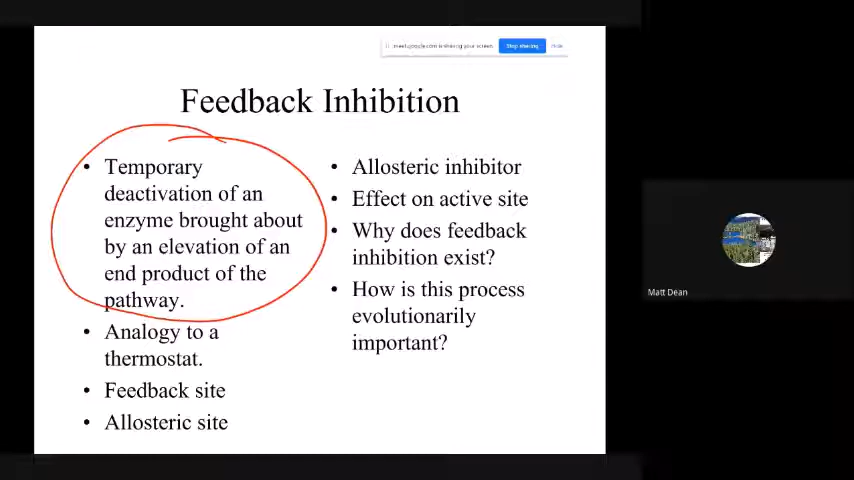 meet.google.com is sharing your screen. Stop sharing Hide
Feedback Inhibition
• Temporary
deactivation of an
enzyme brought about
by an elevation of an
end product of the
pathway.
• Analogy to a
thermostat.
• Feedback site
• Allosteric site
• Allosteric inhibitor
• Effect on active site
• Why does feedback
inhibition exist?
• How is this process
evolutionarily
important?
Matt Dean